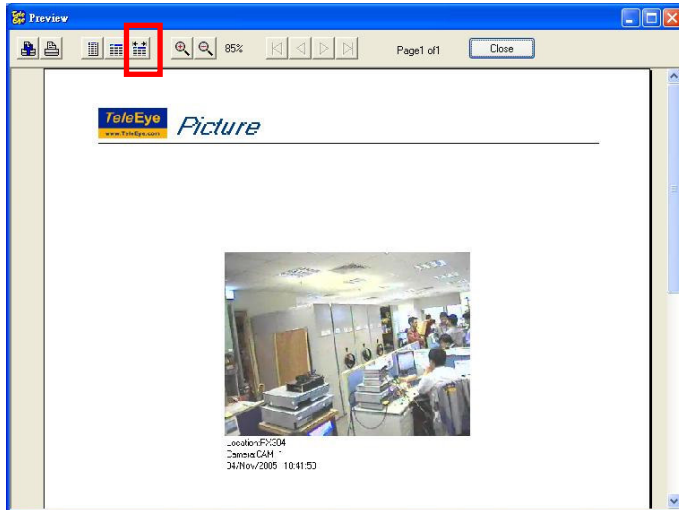 Preview
85%
Page1 of1
Close
TeleEye
www.TeleEye.com
Picture
Location:FX304
Camera:CAM 1
04/Nov/2005 10:41:50